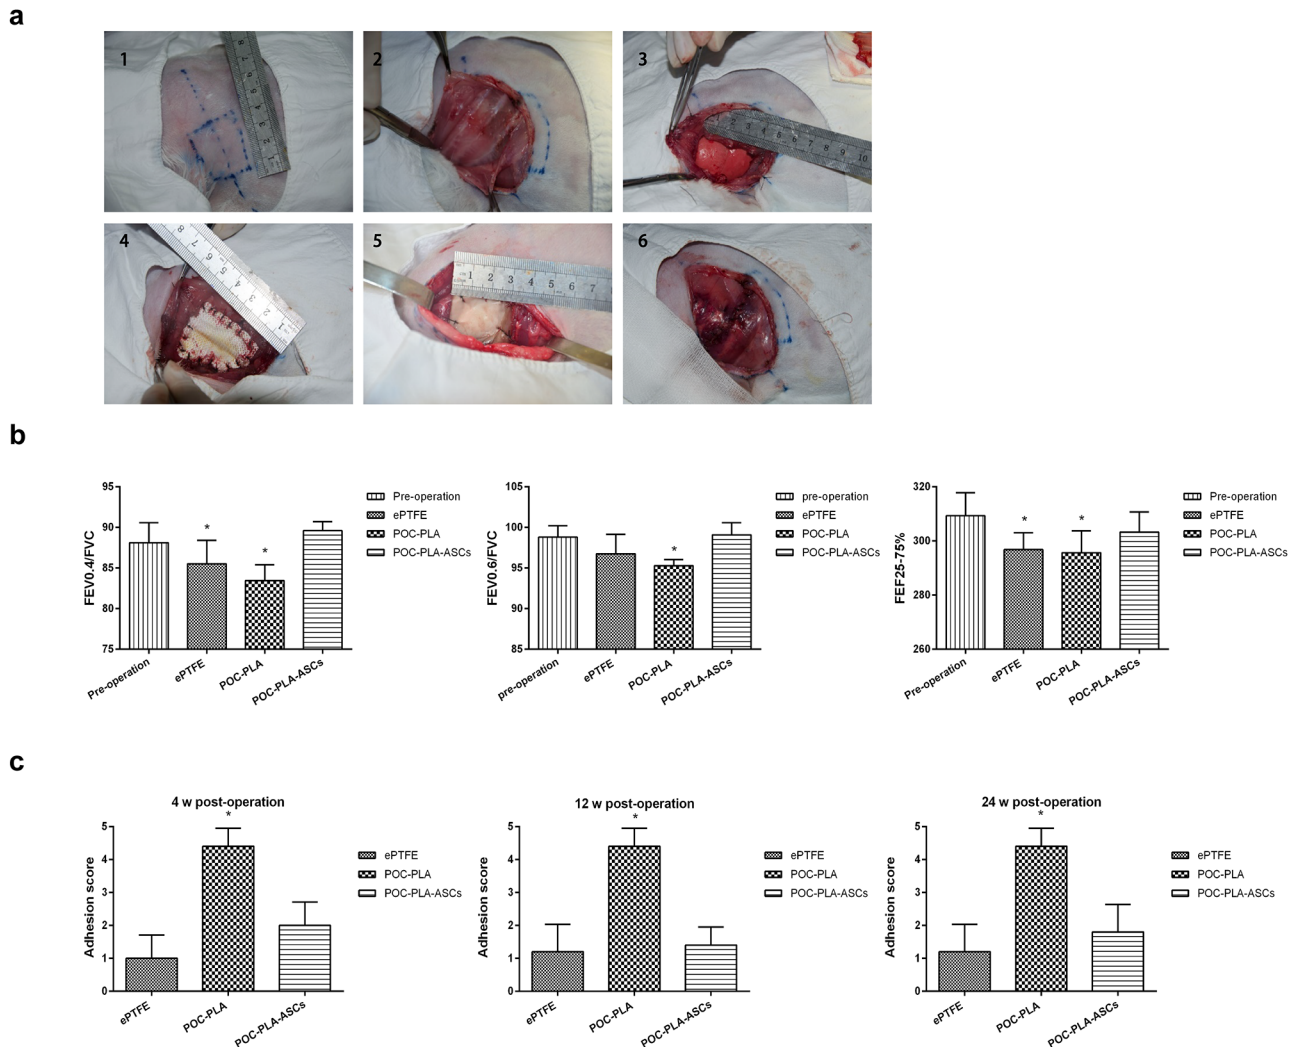 a
1
2
3
4
5
6
b
FEV0.4/FVC
95
90
85
80
75
Pre-operation
ePTFE
POC-PLA
POC-PLA-ASCs
*
*
Pre-operation
ePTFE
POC-PLA
POC-PLA-ASCs
FEV0.6/FVC
105
100
95
90
85
pre-operation
ePTFE
POC-PLA
POC-PLA-ASCs
*
pre-operation
ePTFE
POC-PLA
POC-PLA-ASCs
FEF25-75%
320
300
280
260
Pre-operation
ePTFE
POC-PLA
POC-PLA-ASCs
*
*
Pre-operation
ePTFE
POC-PLA
POC-PLA-ASCs
c
4 w post-operation
Adhesion score
5
4
3
2
1
0
*
ePTFE
POC-PLA
POC-PLA-ASCs
ePTFE
POC-PLA
POC-PLA-ASCs
12 w post-operation
Adhesion score
5
4
3
2
1
0
*
ePTFE
POC-PLA
POC-PLA-ASCs
ePTFE
POC-PLA
POC-PLA-ASCs
24 w post-operation
Adhesion score
5
4
3
2
1
0
*
ePTFE
POC-PLA
POC-PLA-ASCs
ePTFE
POC-PLA
POC-PLA-ASCs